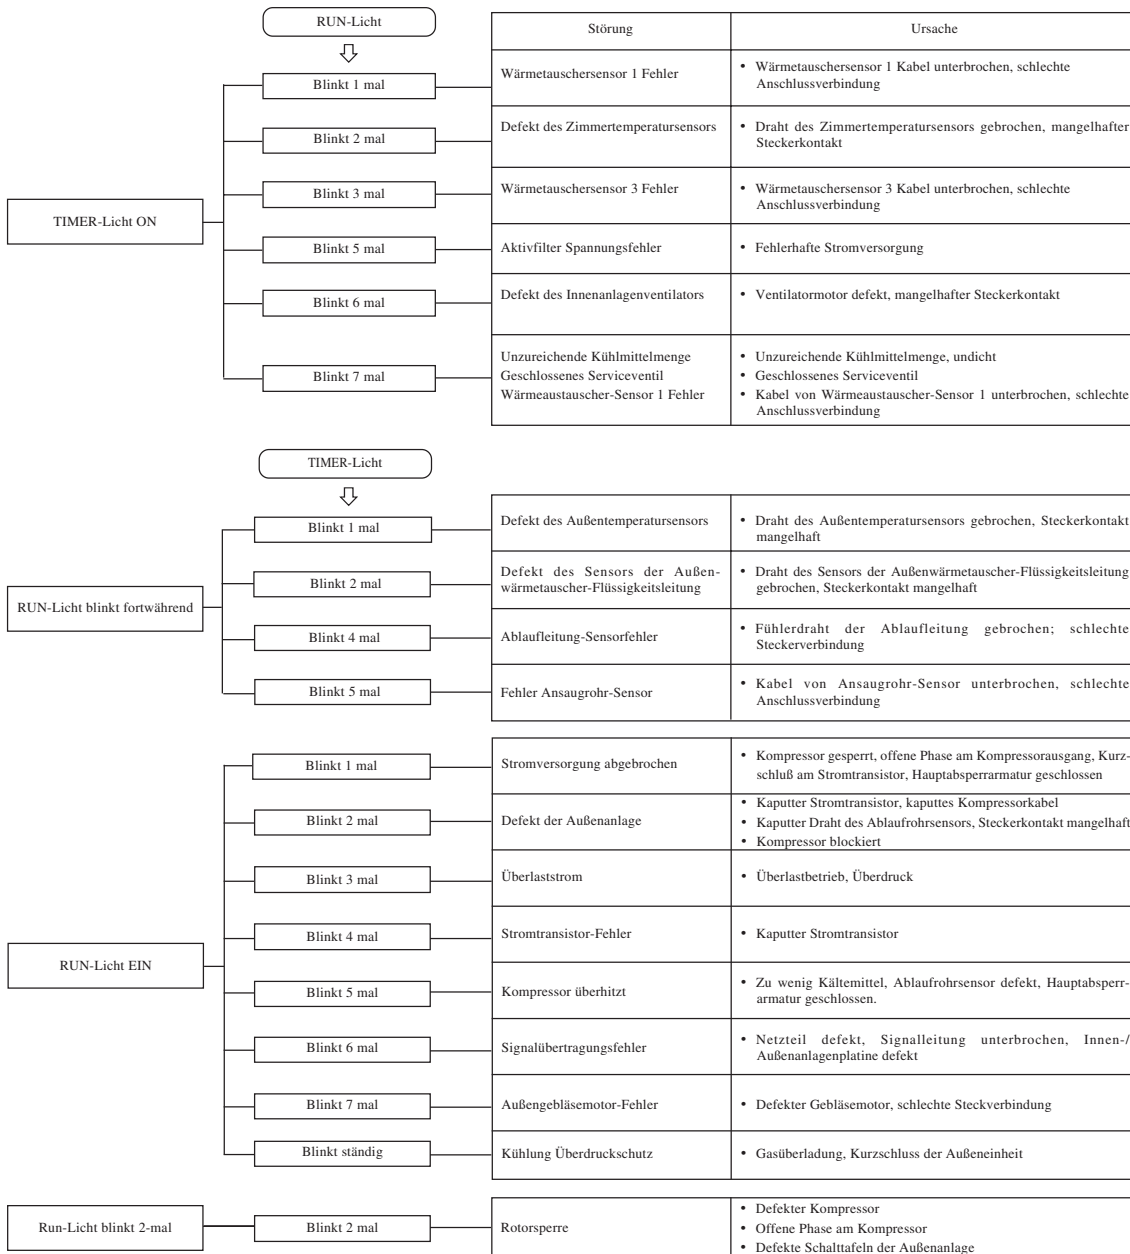 RUN-Licht
Störung
Ursache
TIMER-Licht ON
Blinkt 1 mal
Wärmetauschersensor 1 Fehler
• Wärmetauschersensor 1 Kabel unterbrochen, schlechte
Anschlussverbindung
Blinkt 2 mal
Defekt des Zimmertemperatursensors
• Draht des Zimmertemperatursensors gebrochen, mangelhafter
Steckerkontakt
Blinkt 3 mal
Wärmetauschersensor 3 Fehler
• Wärmetauschersensor 3 Kabel unterbrochen, schlechte
Anschlussverbindung
Blinkt 5 mal
Aktivfilter Spannungsfehler
• Fehlerhafte Stromversorgung
Blinkt 6 mal
Defekt des Innenanlagenventilators
• Ventilatormotor defekt, mangelhafter Steckerkontakt
Blinkt 7 mal
Unzureichende Kühlmittelmenge
Geschlossenes Serviceventil
Wärmeaustauscher-Sensor 1 Fehler
• Unzureichende Kühlmittelmenge, undicht
• Geschlossenes Serviceventil
• Kabel von Wärmeaustauscher-Sensor 1 unterbrochen, schlechte
Anschlussverbindung
TIMER-Licht
RUN-Licht blinkt fortwährend
Blinkt 1 mal
Defekt des Außentemperatursensors
• Draht des Außentemperatursensors gebrochen, Steckerkontakt
mangelhaft
Blinkt 2 mal
Defekt des Sensors der Außen-
wärmetauscher-Flüssigkeitsleitung
• Draht des Sensors der Außenwärmetauscher-Flüssigkeitsleitung
gebrochen, Steckerkontakt mangelhaft
Blinkt 4 mal
Ablaufleitung-Sensorfehler
• Fühlerdraht der Ablaufleitung gebrochen; schlechte
Steckerverbindung
Blinkt 5 mal
Fehler Ansaugrohr-Sensor
• Kabel von Ansaugrohr-Sensor unterbrochen, schlechte
Anschlussverbindung
RUN-Licht EIN
Blinkt 1 mal
Stromversorgung abgebrochen
• Kompressor gesperrt, offene Phase am Kompressorausgang, Kurz-
schluß am Stromtransistor, Hauptabsperrarmatur geschlossen
Blinkt 2 mal
Defekt der Außenanlage
• Kaputter Stromtransistor, kaputtes Kompressorkabel
• Kaputter Draht des Ablaufrohrsensors, Steckerkontakt mangelhaft
• Kompressor blockiert
Blinkt 3 mal
Überlaststrom
• Überlastbetrieb, Überdruck
Blinkt 4 mal
Stromtransistor-Fehler
• Kaputter Stromtransistor
Blinkt 5 mal
Kompressor überhitzt
• Zu wenig Kältemittel, Ablaufrohrsensor defekt, Hauptabsperr-
armatur geschlossen.
Blinkt 6 mal
Signalübertragungsfehler
• Netzteil defekt, Signalleitung unterbrochen, Innen-/
Außenanlagenplatine defekt
Blinkt 7 mal
Außengebläsemotor-Fehler
• Defekter Gebläsemotor, schlechte Steckverbindung
Blinkt ständig
Kühlung Überdruckschutz
• Gasüberladung, Kurzschluss der Außeneinheit
Run-Licht blinkt 2-mal
Blinkt 2 mal
Rotorsperre
• Defekter Kompressor
• Offene Phase am Kompressor
• Defekte Schalttafeln der Außenanlage